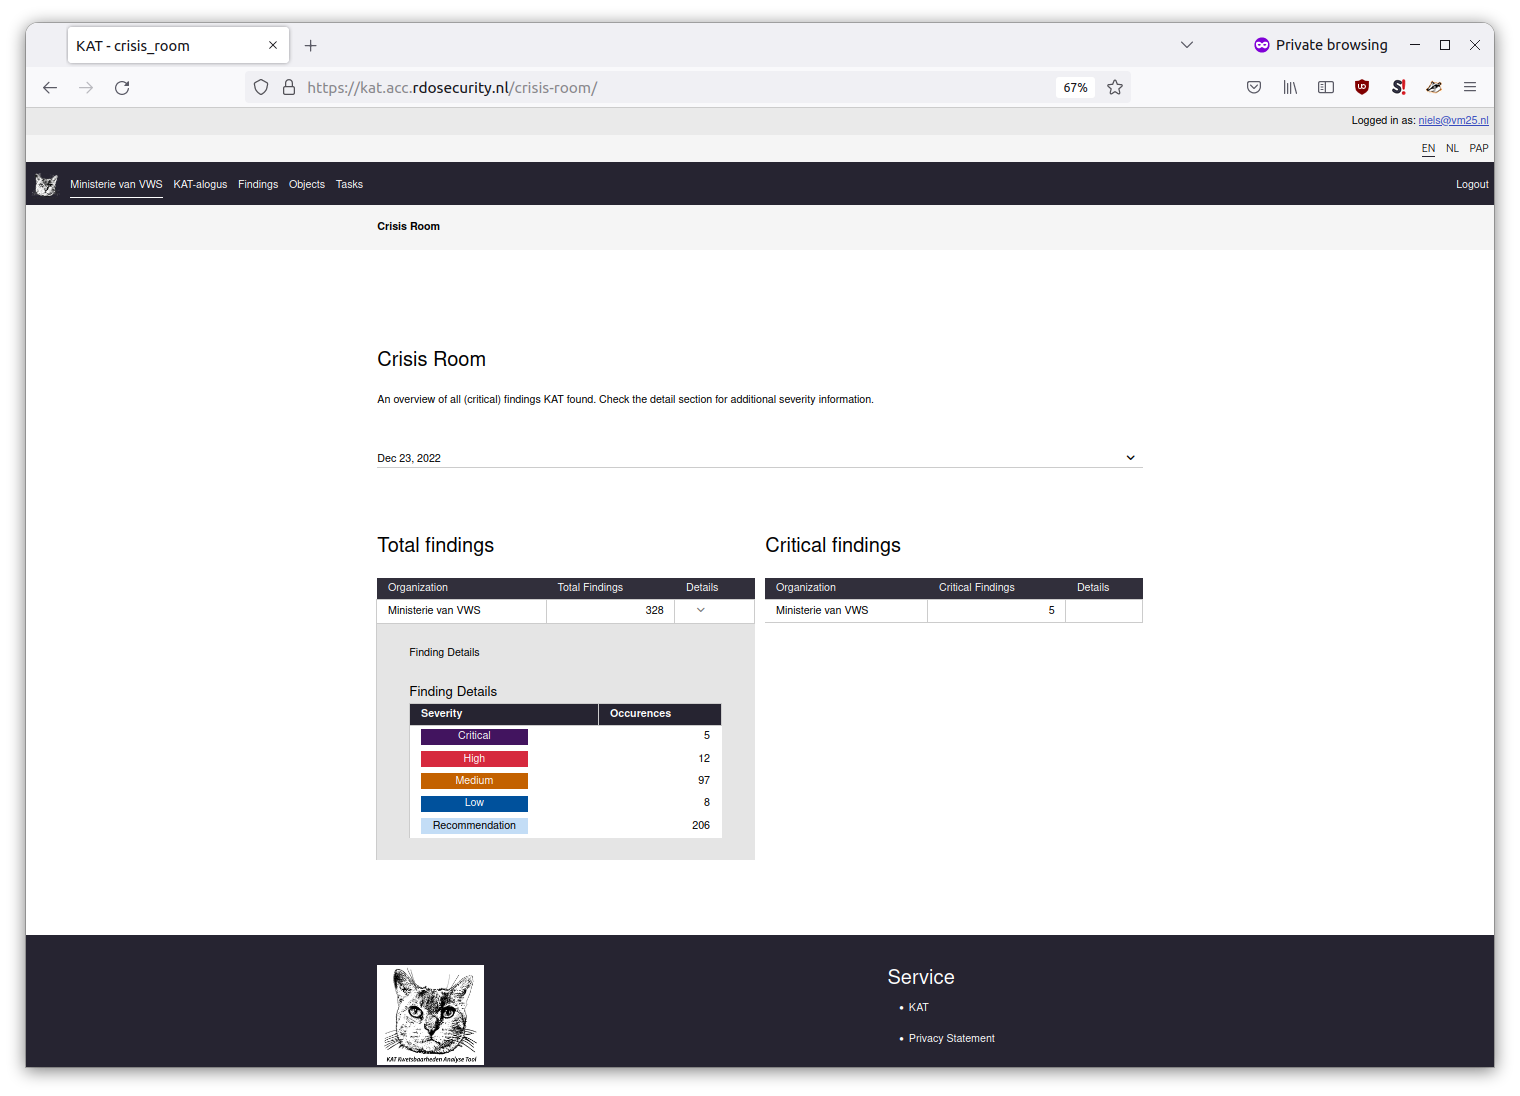 KAT - crisis_room
Private browsing
https://kat.acc.rdosecurity.nl/crisis-room/
67%
Logged in as: niels@vm25.nl
EN NL PAP
Ministerie van VWS KAT-alogus Findings Objects Tasks Logout
Crisis Room
Crisis Room
An overview of all (critical) findings KAT found. Check the detail section for additional severity information.
Dec 23, 2022
Total findings
Organization Total Findings Details
Ministerie van VWS 328
Finding Details
Finding Details
Severity Occurences
Critical 5
High 12
Medium 97
Low 8
Recommendation 206
Critical findings
Organization Critical Findings Details
Ministerie van VWS 5
KAT Kwetsbaarheden Analyse Tool
Service
• KAT
• Privacy Statement